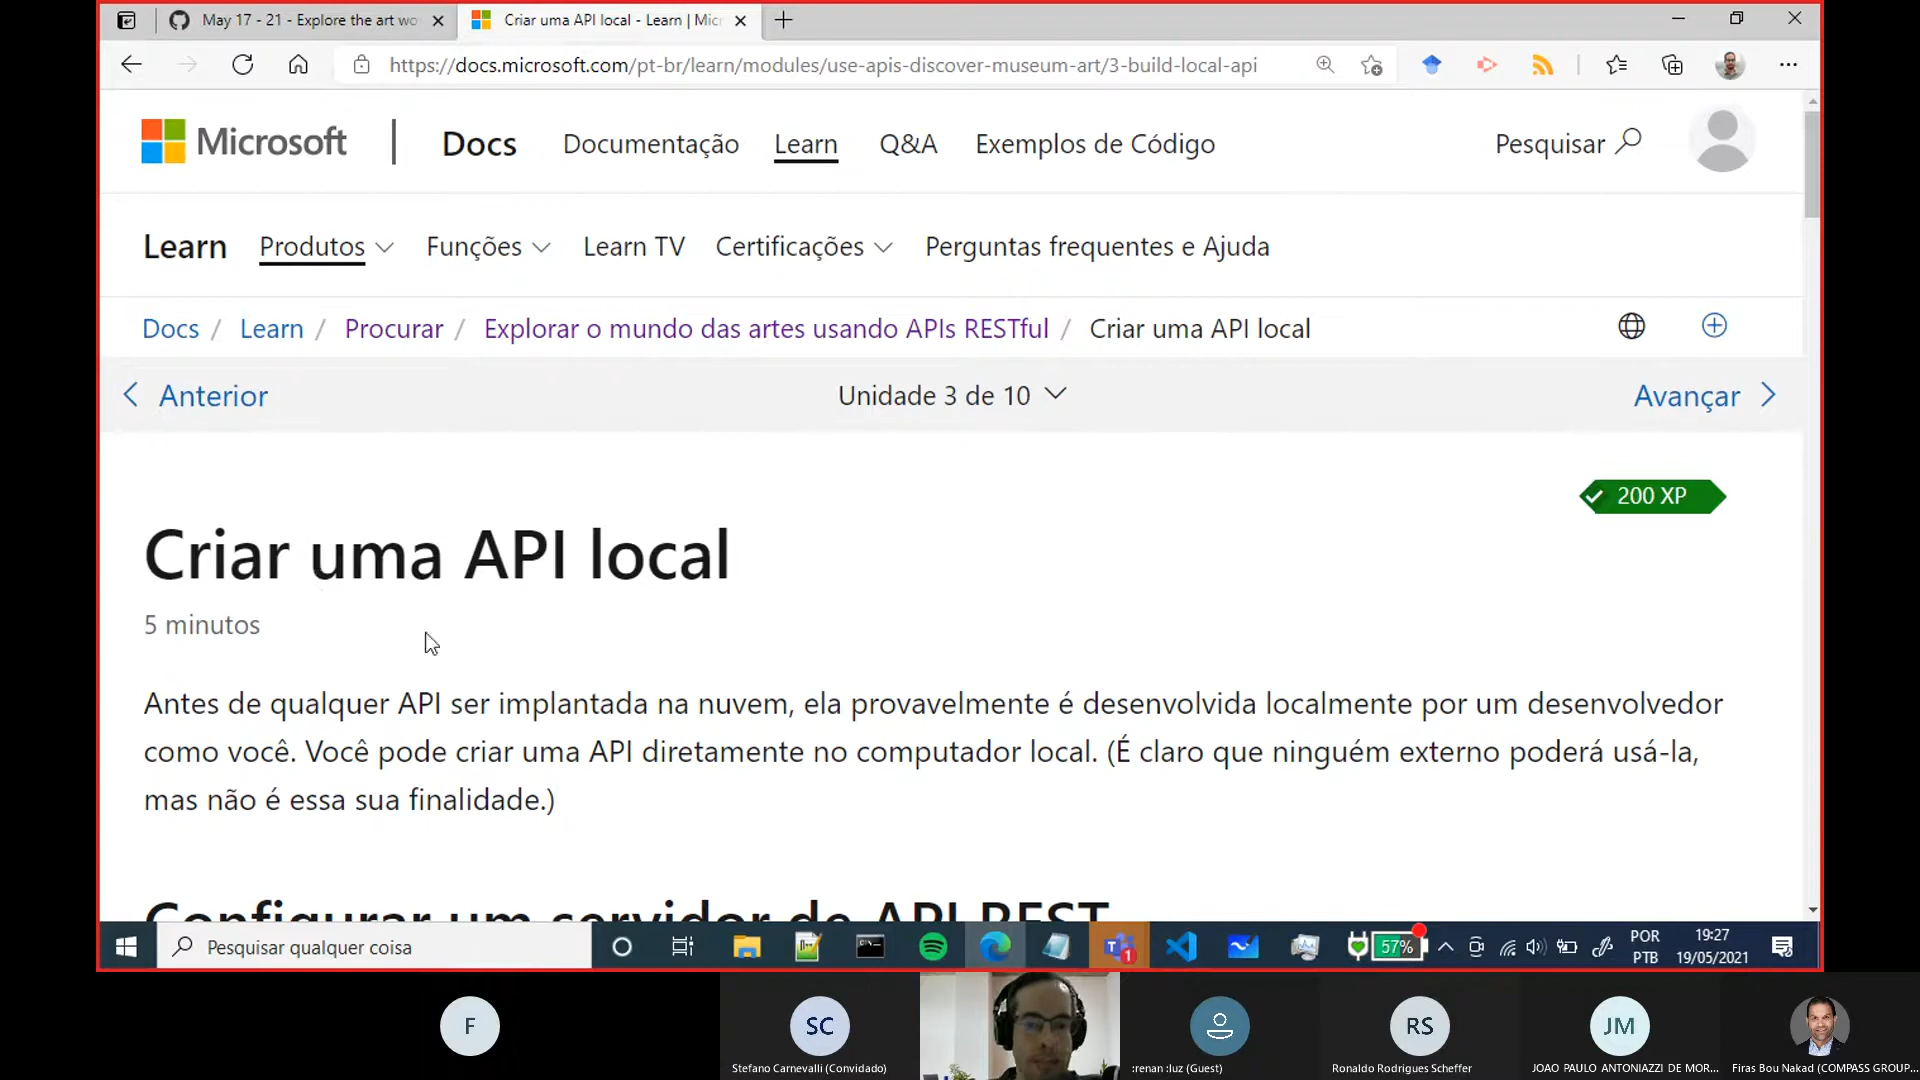 May 17 - 21 - Explore the art wo
Criar uma API local - Learn | Mic
https://docs.microsoft.com/pt-br/learn/modules/use-apis-discover-museum-art/3-build-local-api
Microsoft | Docs Documentação Learn Q&A Exemplos de Código Pesquisar
Learn Produtos Funções Learn TV Certificações Perguntas frequentes e Ajuda
Docs / Learn / Procurar / Explorar o mundo das artes usando APIs RESTful / Criar uma API local
Anterior Unidade 3 de 10 Avançar
200 XP
Criar uma API local
5 minutos
Antes de qualquer API ser implantada na nuvem, ela provavelmente é desenvolvida localmente por um desenvolvedor
como você. Você pode criar uma API diretamente no computador local. (É claro que ninguém externo poderá usá-la,
mas não é essa sua finalidade.)
Configurar um servidor de API REST
Pesquisar qualquer coisa
1
57%
POR
PTB
19:27
19/05/2021
F
SC
RS
JM
Stefano Carnevalli (Convidado)
:renan :luz (Guest)
Ronaldo Rodrigues Scheffer
JOAO PAULO ANTONIAZZI DE MOR...
Firas Bou Nakad (COMPASS GROUP...